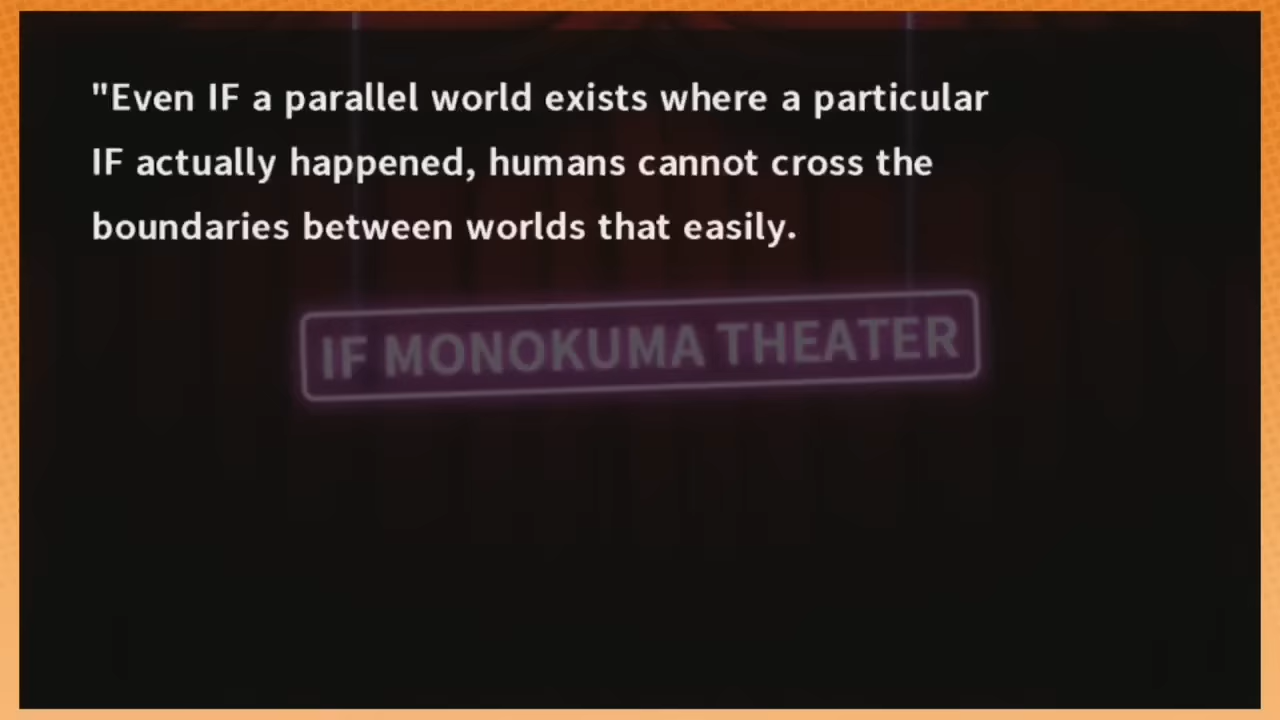 "Even IF a parallel world exists where a particular
IF actually happened, humans cannot cross the
boundaries between worlds that easily.
IF MONOKUMA THEATER